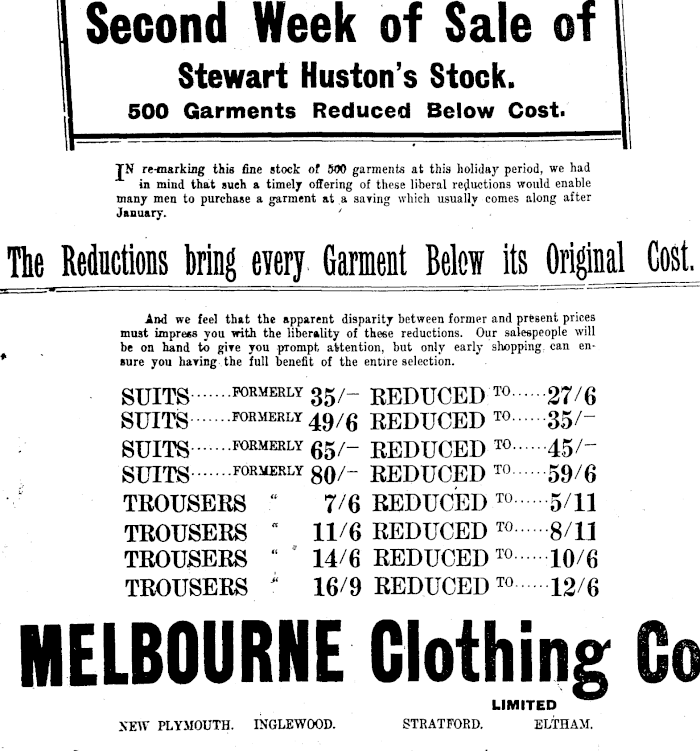 Second Week of Sale of
Stewart Huston's Stock.
500 Garments Reduced Below Cost.
IN re-marking this fine stock of 500 garments at this holiday period, we had
in mind that such a timely offering of these liberal reductions would enable
many men to purchase a garment at a saving which usually comes along after
January.
The Reductions bring every Garment Below its Original Cost.
And we feel that the apparent disparity between former and present prices
must impress you with the liberality of these reductions. Our salespeople will
be on hand to give you prompt attention, but only early shopping can en-
sure you having the full benefit of the entire selection.
SUITS.......FORMERLY 35/- REDUCED TO......27/6
SUITS.......FORMERLY 49/6 REDUCED TO......35/-
SUITS.......FORMERLY 65/- REDUCED TO......45/-
SUITS.......FORMERLY 80/- REDUCED TO......59/6
TROUSERS " 7/6 REDUCED TO......5/11
TROUSERS " 11/6 REDUCED TO......8/11
TROUSERS " 14/6 REDUCED TO......10/6
TROUSERS " 16/9 REDUCED TO......12/6
MELBOURNE Clothing Co
LIMITED
NEW PLYMOUTH. INGLEWOOD. STRATFORD. ELTHAM.